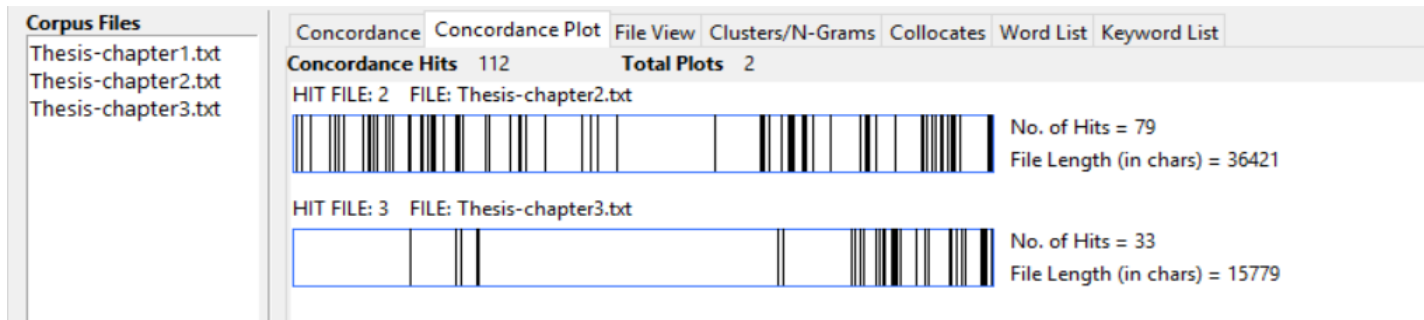 Corpus Files
Thesis-chapter1.txt
Thesis-chapter2.txt
Thesis-chapter3.txt
Concordance Concordance Plot File View Clusters/N-Grams Collocates Word List Keyword List
Concordance Hits 112 Total Plots 2
HIT FILE: 2 FILE: Thesis-chapter2.txt
No. of Hits = 79
File Length (in chars) = 36421
HIT FILE: 3 FILE: Thesis-chapter3.txt
No. of Hits = 33
File Length (in chars) = 15779